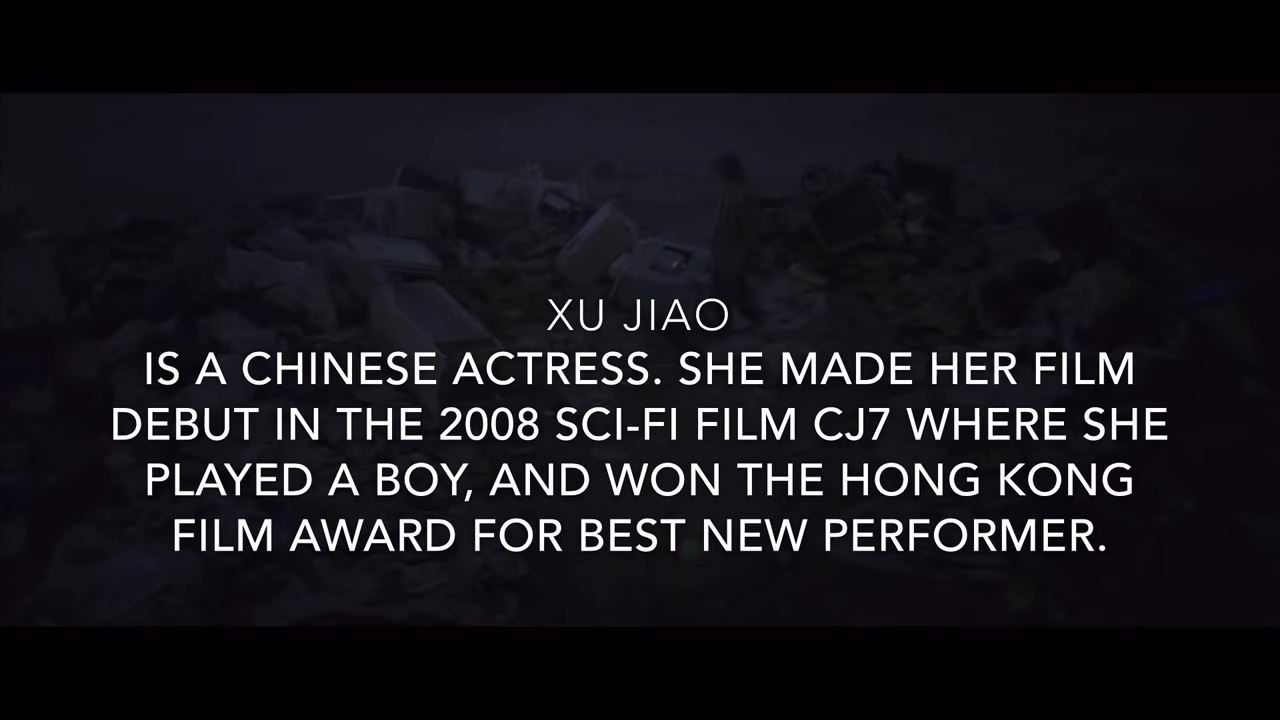 XU JIAO
IS A CHINESE ACTRESS. SHE MADE HER FILM
DEBUT IN THE 2008 SCI-FI FILM CJ7 WHERE SHE
PLAYED A BOY, AND WON THE HONG KONG
FILM AWARD FOR BEST NEW PERFORMER.